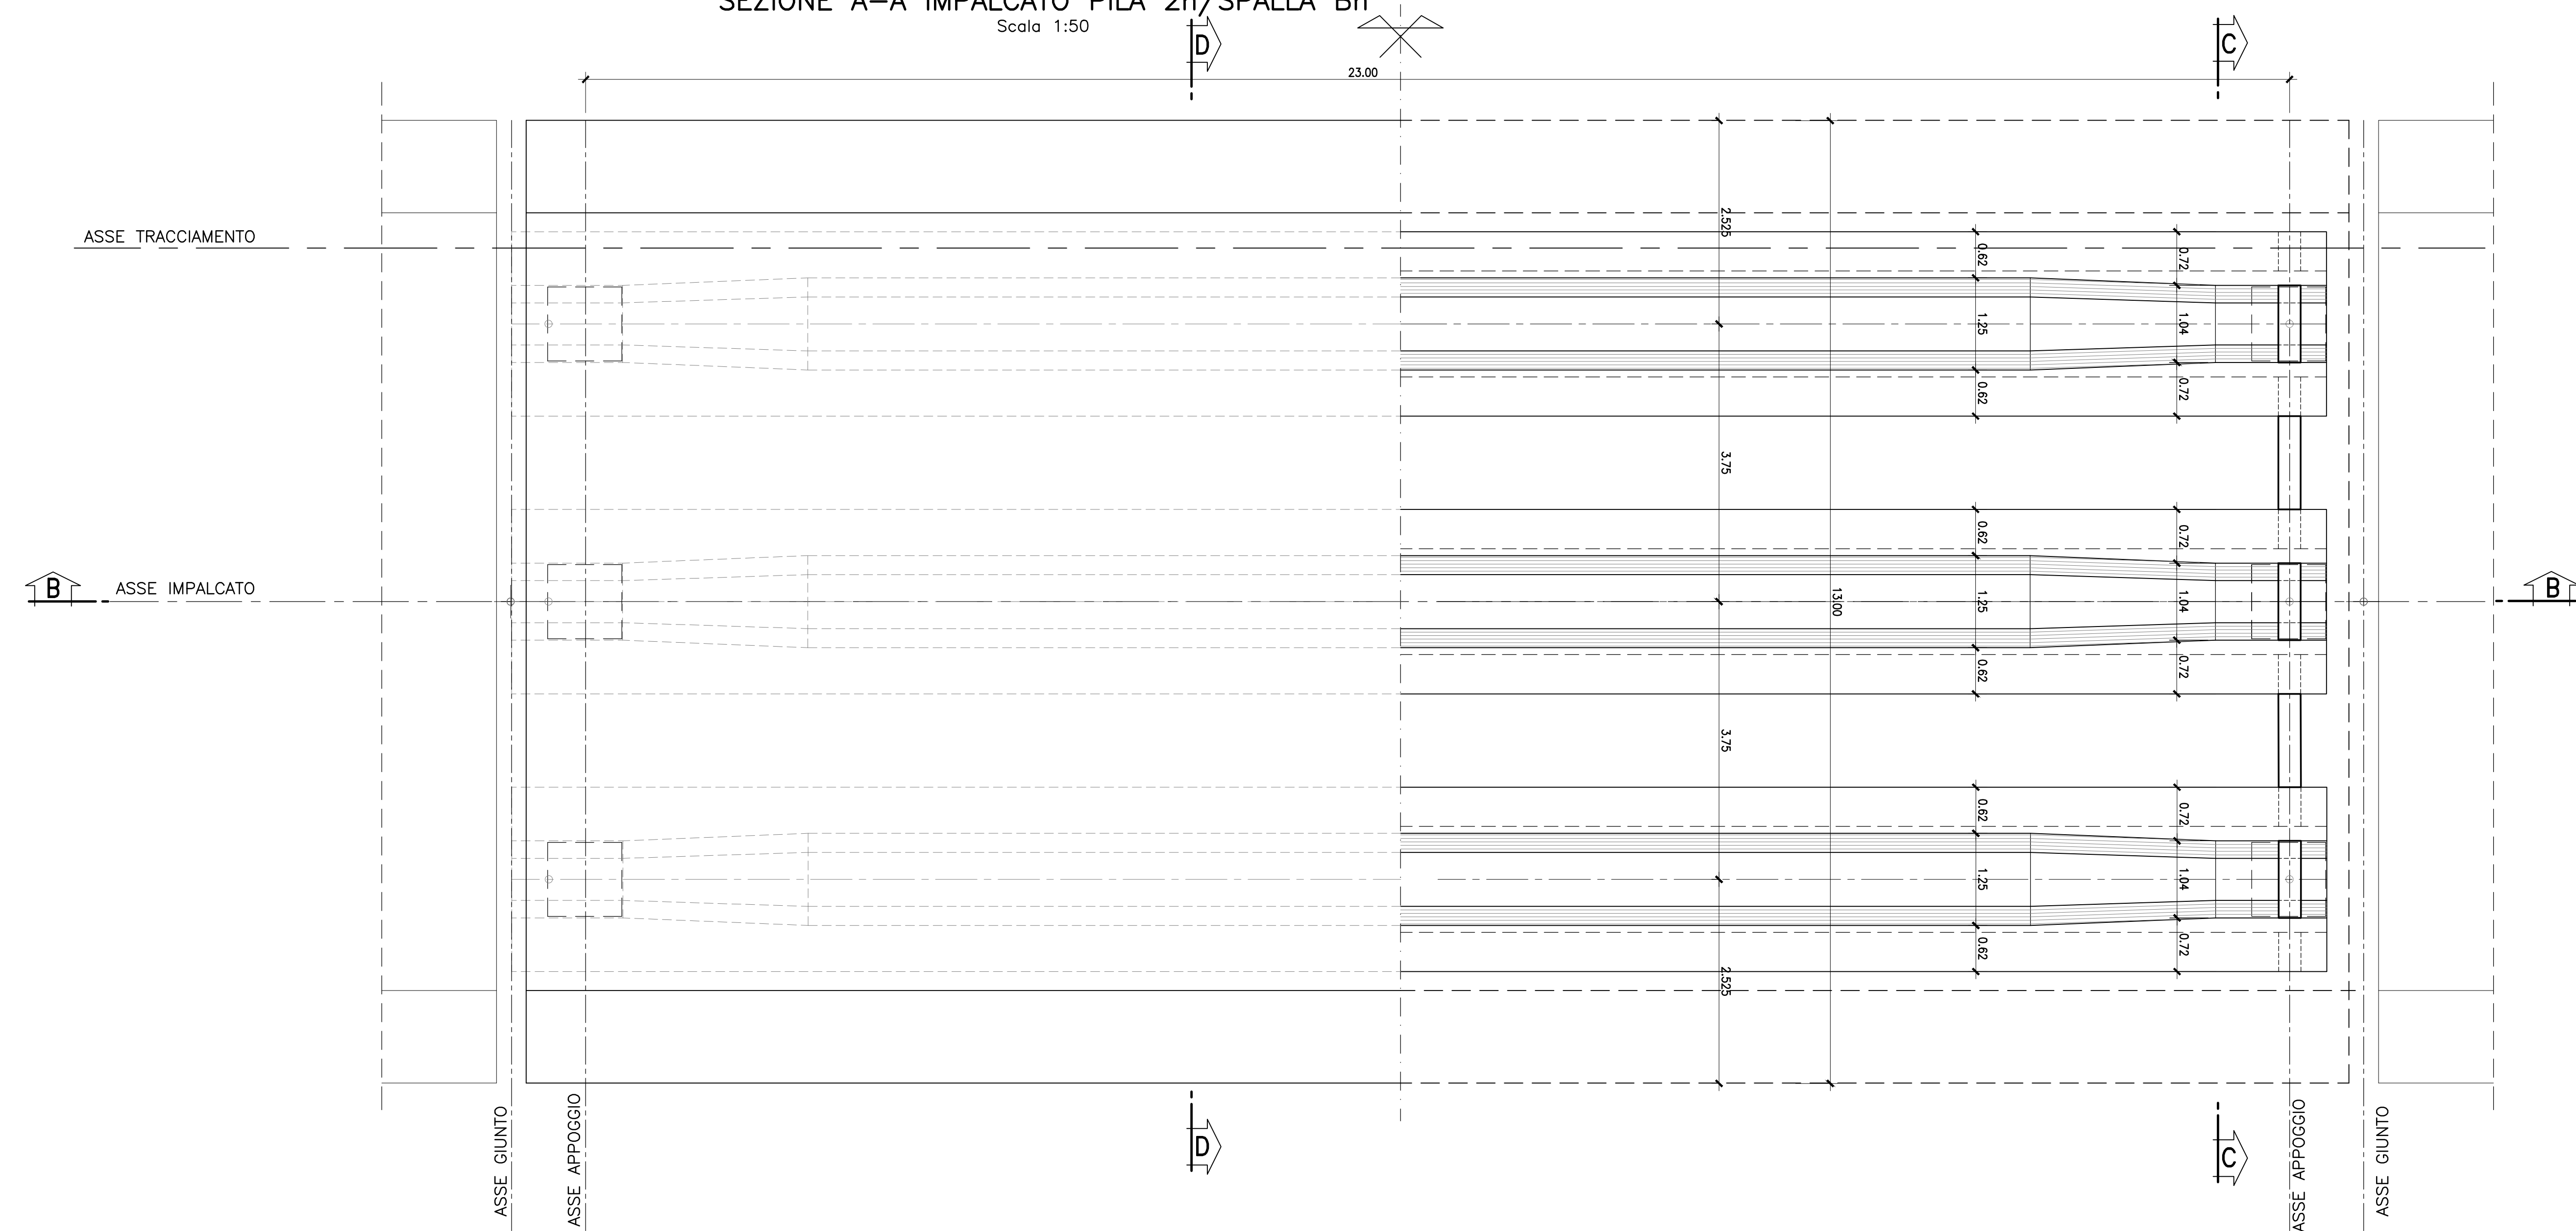 SEZIONE A-A IMPALCATO PILA 2n/SPALLA Bn
Scala 1:50
D
C
23.00
2.525
ASSE TRACCIAMENTO
0.62
0.72
1.25
1.04
0.62
0.72
3.75
0.62
0.72
B
ASSE IMPALCATO
13.00
1.25
1.04
B
0.62
0.72
3.75
0.62
0.72
1.25
1.04
0.62
0.72
2.525
ASSE GIUNTO
ASSE APPOGGIO
D
C
ASSE APPOGGIO
ASSE GIUNTO